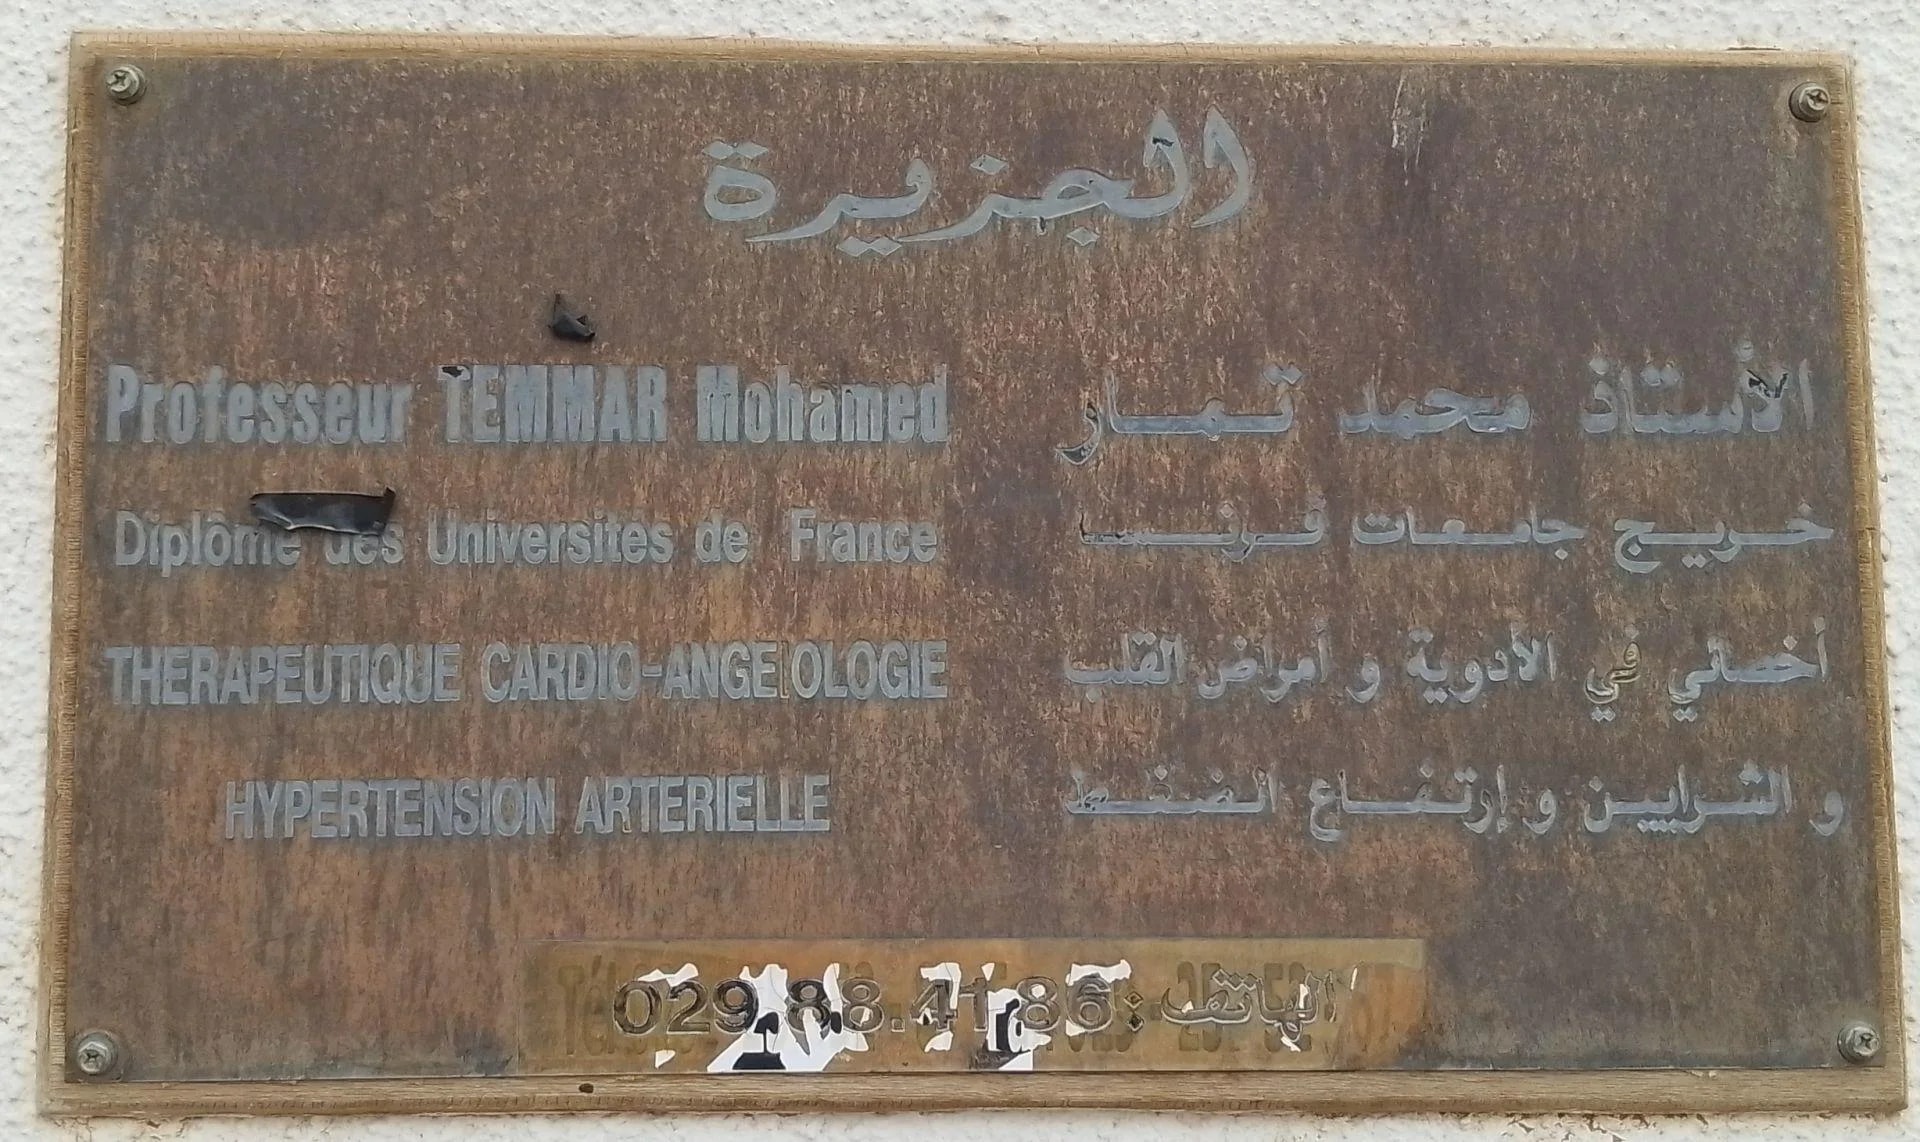 الجزيرة
Professeur TEMMAR Mohamed
الأستاذ محمد تمار
Diplôme des Universités de France
خريج جامعات فرنسا
THERAPEUTIQUE CARDIO-ANGEIOLOGIE
أخصائي في الأدوية و أمراض القلب
HYPERTENSION ARTERIELLE
و الشرايين و إرتفاع الضغط
الهاتف: 029.88.41.86